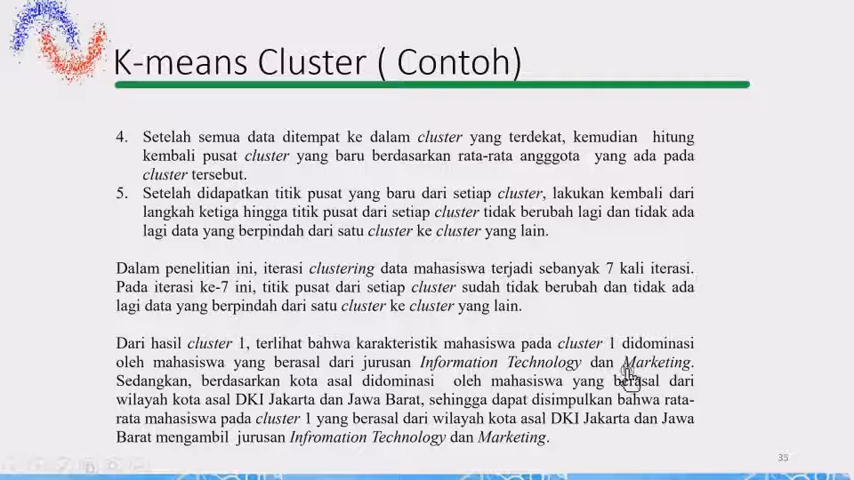 K-means Cluster ( Contoh)
4. Setelah semua data ditempat ke dalam cluster yang terdekat, kemudian hitung
kembali pusat cluster yang baru berdasarkan rata-rata angggota yang ada pada
cluster tersebut.
5. Setelah didapatkan titik pusat yang baru dari setiap cluster, lakukan kembali dari
langkah ketiga hingga titik pusat dari setiap cluster tidak berubah lagi dan tidak ada
lagi data yang berpindah dari satu cluster ke cluster yang lain.
Dalam penelitian ini, iterasi clustering data mahasiswa terjadi sebanyak 7 kali iterasi.
Pada iterasi ke-7 ini, titik pusat dari setiap cluster sudah tidak berubah dan tidak ada
lagi data yang berpindah dari satu cluster ke cluster yang lain.
Dari hasil cluster 1, terlihat bahwa karakteristik mahasiswa pada cluster 1 didominasi
oleh mahasiswa yang berasal dari jurusan Information Technology dan Marketing.
Sedangkan, berdasarkan kota asal didominasi oleh mahasiswa yang berasal dari
wilayah kota asal DKI Jakarta dan Jawa Barat, sehingga dapat disimpulkan bahwa rata-
rata mahasiswa pada cluster 1 yang berasal dari wilayah kota asal DKI Jakarta dan Jawa
Barat mengambil jurusan Infromation Technology dan Marketing.
35